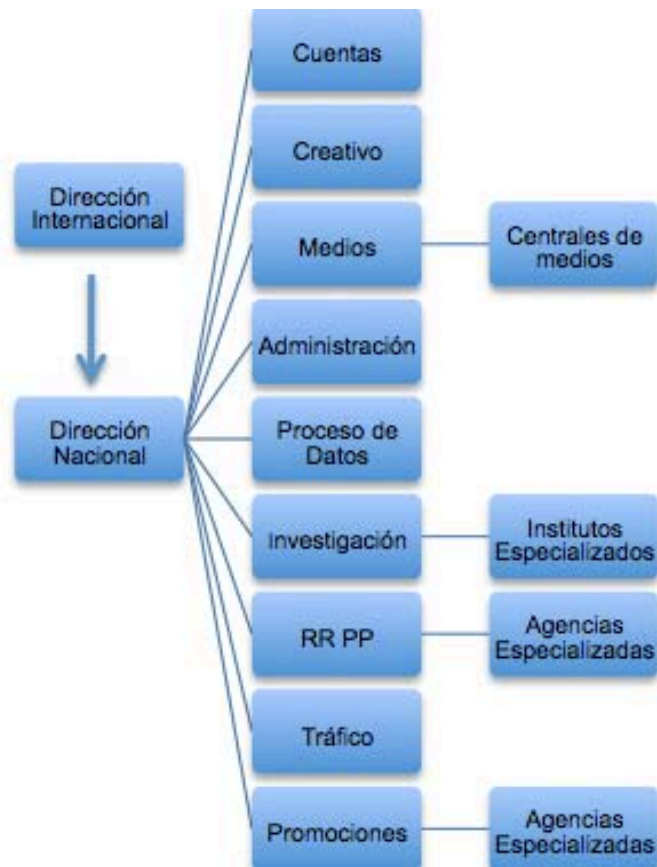 Cuentas
Creativo
Dirección
Internacional
Medios
Centrales de
medios
Administración
Dirección
Nacional
Proceso de
Datos
Investigación
Institutos
Especializados
RR PP
Agencias
Especializadas
Tráfico
Promociones
Agencias
Especializadas